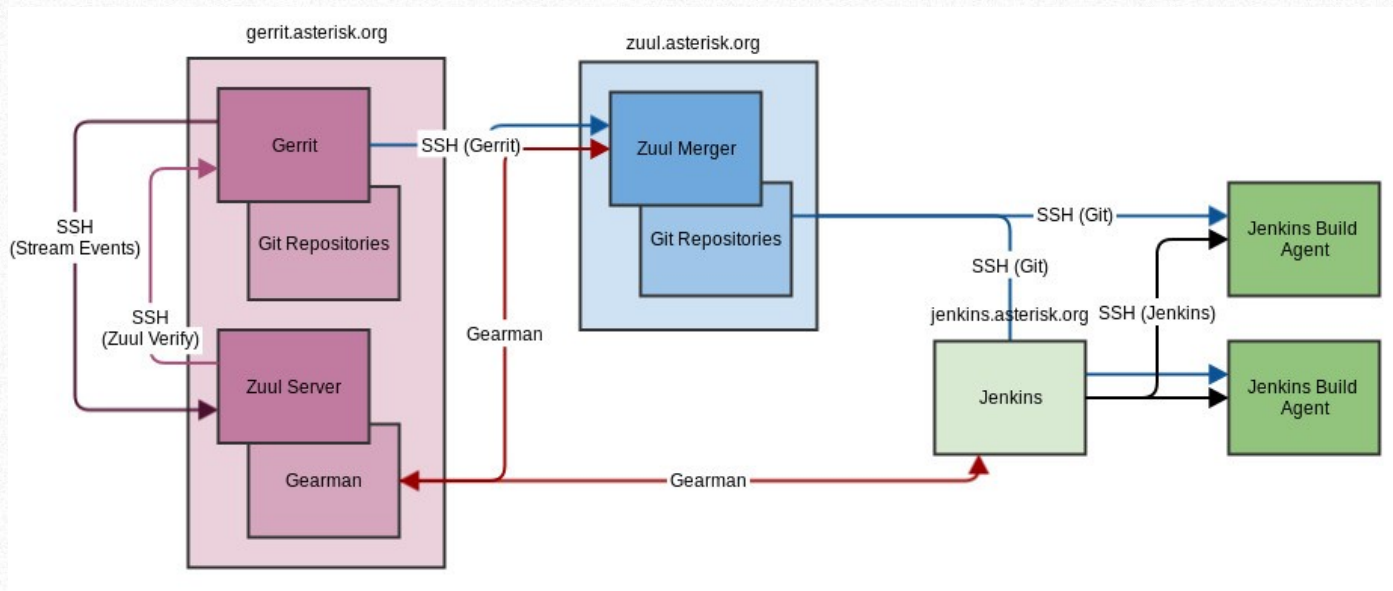 gerrit.asterisk.org
zuul.asterisk.org
Gerrit
SSH (Gerrit)
Zuul Merger
Git Repositories
Git Repositories
SSH
(Stream Events)
SSH (Git)
Jenkins Build
Agent
SSH (Git)
SSH
(Zuul Verify)
Gearman
jenkins.asterisk.org
SSH (Jenkins)
Zuul Server
Jenkins
Jenkins Build
Agent
Gearman
Gearman